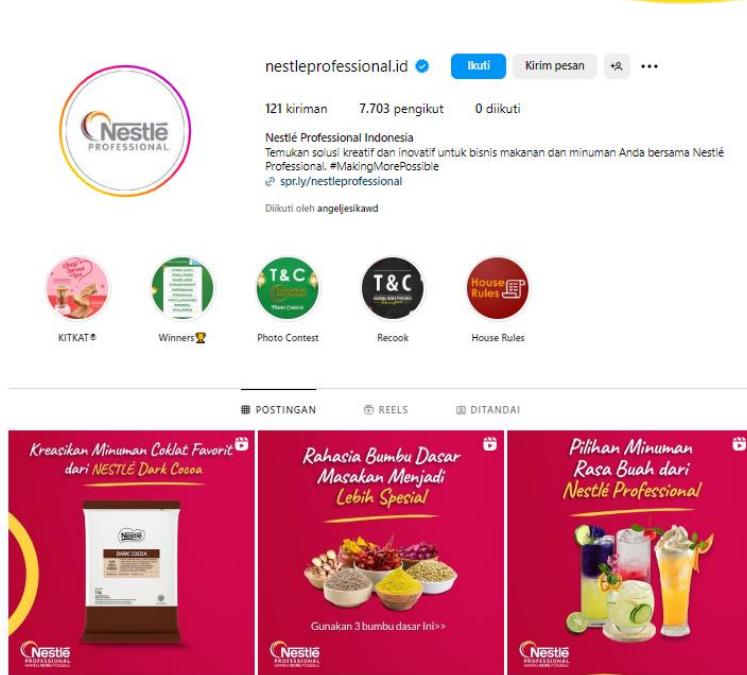 nestleprofessional.id
Ikuti
Kirim pesan
121 kiriman
7.703 pengikut
0 diikuti
Nestlé Professional Indonesia
Temukan solusi kreatif dan inovatif untuk bisnis makanan dan minuman Anda bersama Nestlé
Professional. #MakingMorePossible
spr.ly/nestleprofessional
Diikuti oleh angeljesikawd
Nestlé
PROFESSIONAL
T & C
Photo Contest
T & C
House
Rules
KITKAT®
Winners
Photo Contest
Recook
House Rules
POSTINGAN
REELS
DITANDAI
Kreasikan Minuman Coklat Favorit
dari NESTLÉ Dark Cocoa
Nestlé
DARK COCOA
Nestlé
PROFESSIONAL
Rahasia Bumbu Dasar
Masakan Menjadi
Lebih Spesial
Gunakan 3 bumbu dasar Ini>>
Nestlé
PROFESSIONAL
Pilihan Minuman
Rasa Buah dari
Nestlé Professional
Nestlé
PROFESSIONAL